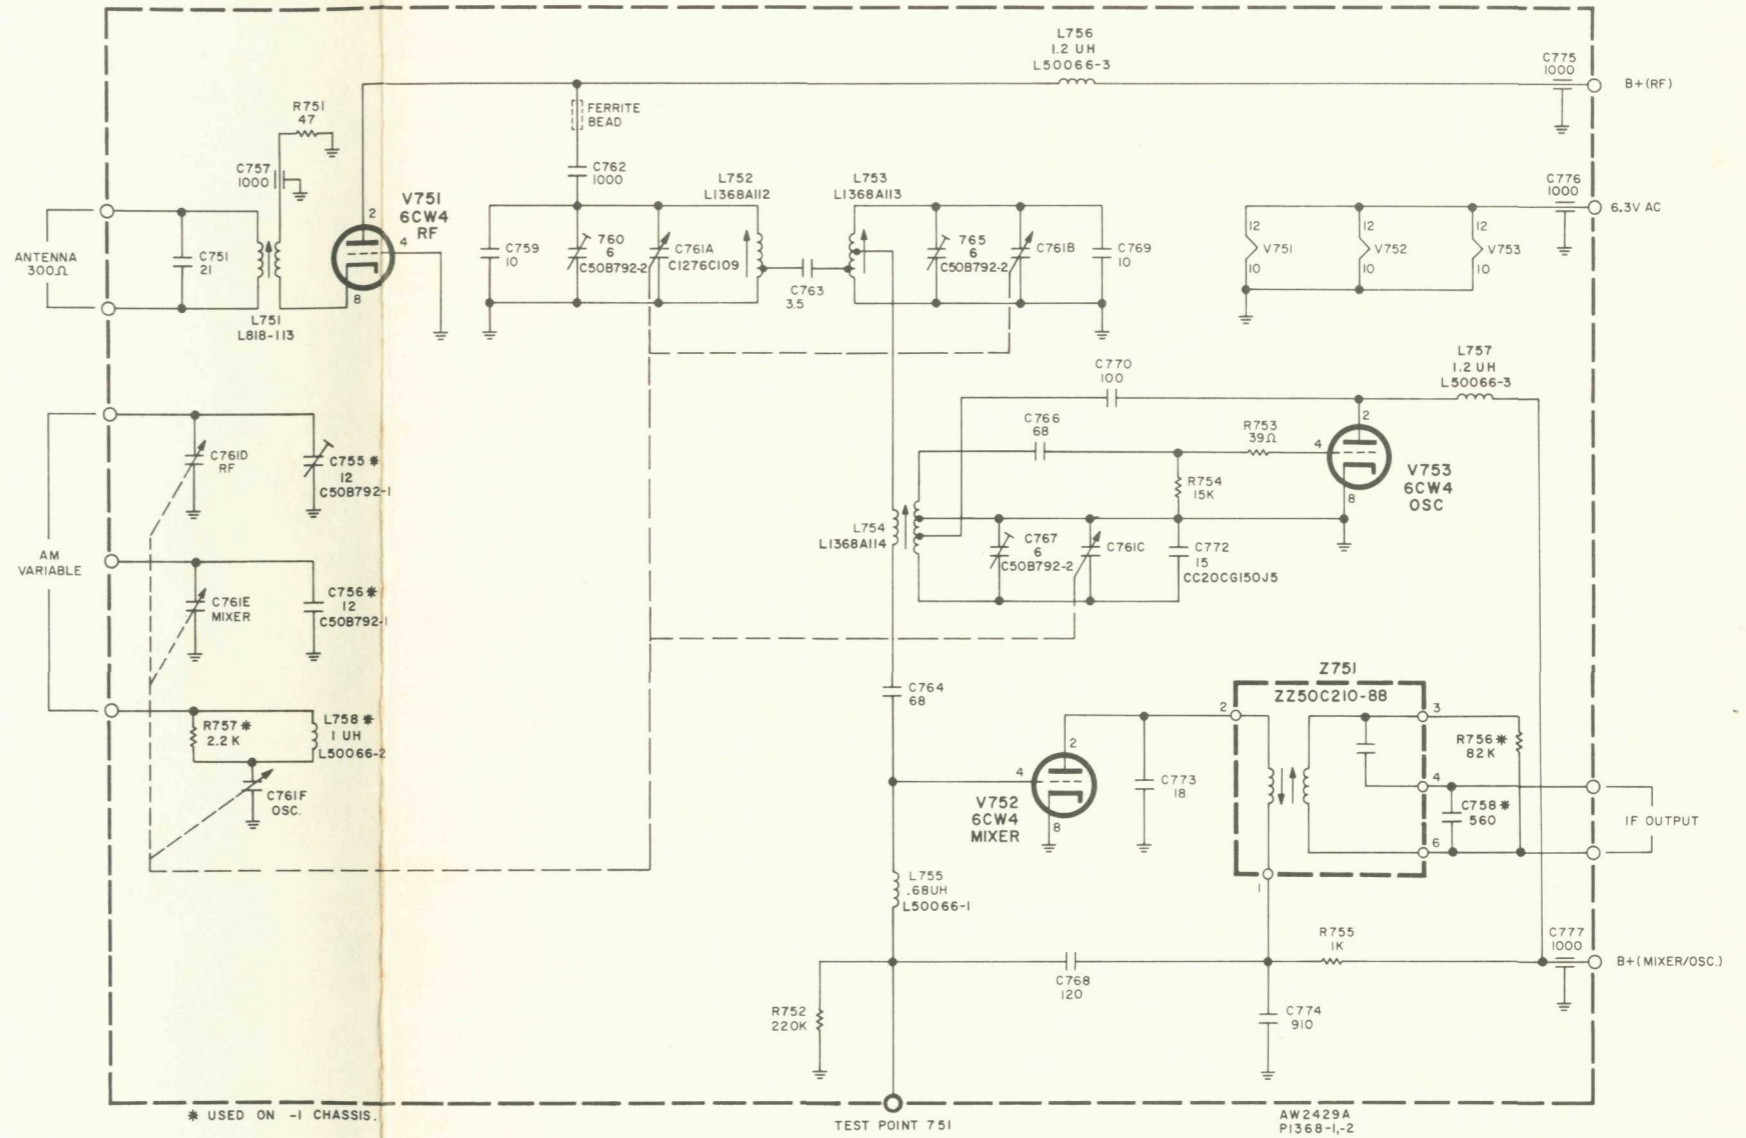 L756
1.2 UH
L50066-3
C775
1000
B+(RF)
R751
47
FERRITE
BEAD
C757
1000
C762
1000
L752
L1368A112
L753
L1368A113
C776
1000
6.3V AC
V751
6CW4
RF
2
4
8
ANTENNA
300Ω
C751
21
L751
L818-113
C759
10
760
6
C50B792-2
C761A
C1276C109
C763
3.5
765
6
C50B792-2
C761B
C769
10
12
V751
10
12
V752
10
12
V753
10
L757
1.2 UH
L50066-3
C770
100
C766
68
R753
39Ω
2
4
8
V753
6CW4
OSC
R754
15K
L754
L1368A114
C767
6
C50B792-2
C761C
C772
15
CC20CG150J5
AM
VARIABLE
C761D
RF
C755*
12
C50B792-1
C761E
MIXER
C756*
12
C50B792-1
R757*
2.2 K
L758*
1 UH
L50066-2
C761F
OSC.
C764
68
Z751
ZZ50C210-88
2
3
4
6
1
R756*
82K
C758*
560
IF OUTPUT
2
4
8
V752
6CW4
MIXER
C773
18
L755
.68UH
L50066-1
R755
1K
C777
1000
B+(MIXER/OSC.)
C768
120
R752
220K
C774
910
* USED ON -1 CHASSIS.
TEST POINT 751
AW2429A
P1368-1,-2